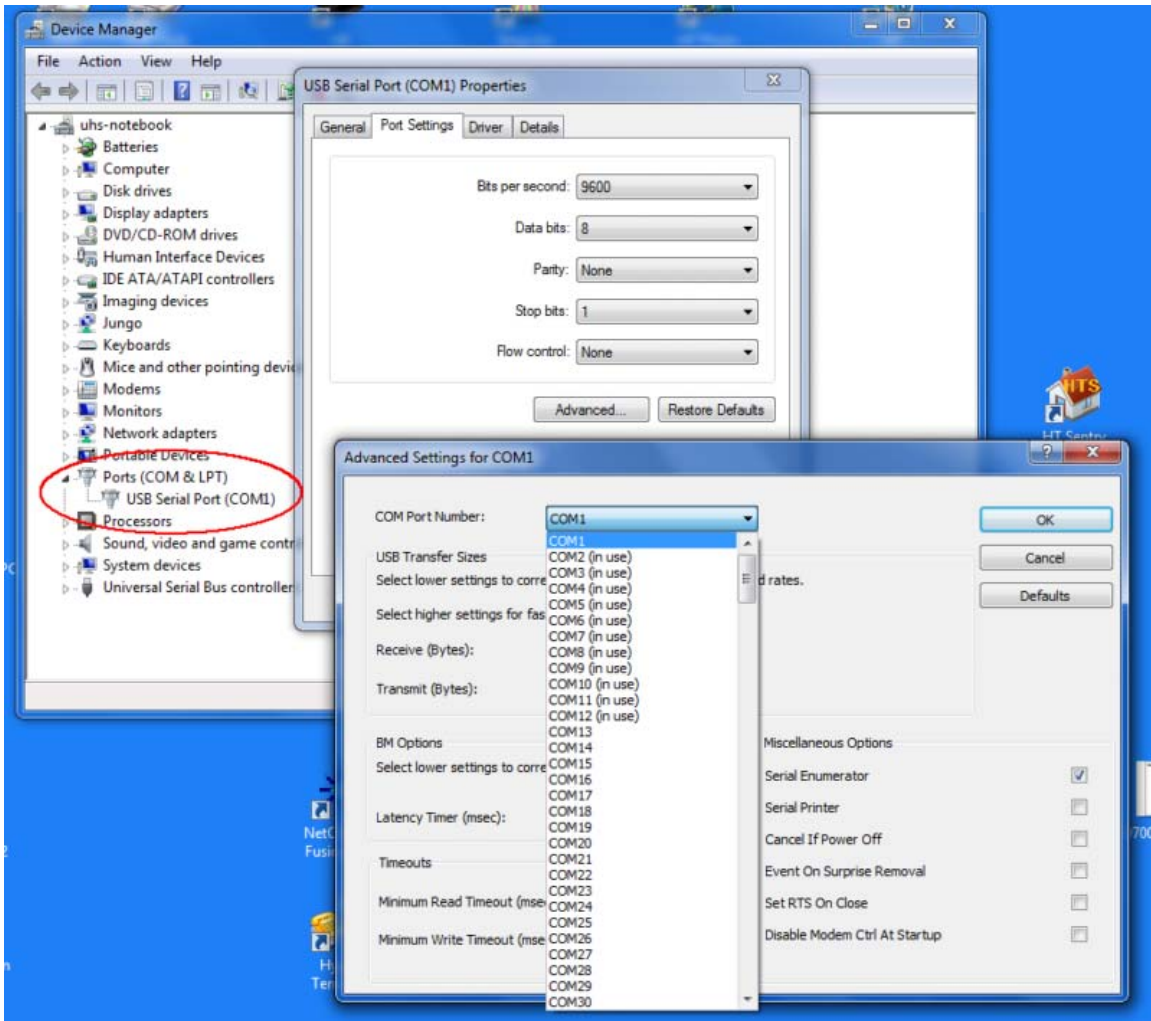 Device Manager
File Action View Help
uhs-notebook
Batteries
Computer
Disk drives
Display adapters
DVD/CD-ROM drives
Human Interface Devices
IDE ATA/ATAPI controllers
Imaging devices
Jungo
Keyboards
Mice and other pointing devic
Modems
Monitors
Network adapters
Portable Devices
Ports (COM & LPT)
USB Serial Port (COM1)
Processors
Sound, video and game contr
System devices
Universal Serial Bus controller
USB Serial Port (COM1) Properties
General Port Settings Driver Details
Bits per second: 9600
Data bits: 8
Parity: None
Stop bits: 1
Flow control: None
Advanced... Restore Defaults
HTS
HT Sentry
Advanced Settings for COM1
COM Port Number: COM1
OK
Cancel
Defaults
USB Transfer Sizes
Select lower settings to corre d rates.
Select higher settings for fas
Receive (Bytes):
Transmit (Bytes):
BM Options
Select lower settings to corre
Latency Timer (msec):
Timeouts
Minimum Read Timeout (mse
Minimum Write Timeout (mse
COM1
COM2 (in use)
COM3 (in use)
COM4 (in use)
COM5 (in use)
COM6 (in use)
COM7 (in use)
COM8 (in use)
COM9 (in use)
COM10 (in use)
COM11 (in use)
COM12 (in use)
COM13
COM14
COM15
COM16
COM17
COM18
COM19
COM20
COM21
COM22
COM23
COM24
COM25
COM26
COM27
COM28
COM29
COM30
Miscellaneous Options
Serial Enumerator
Serial Printer
Cancel If Power Off
Event On Surprise Removal
Set RTS On Close
Disable Modem Ctrl At Startup